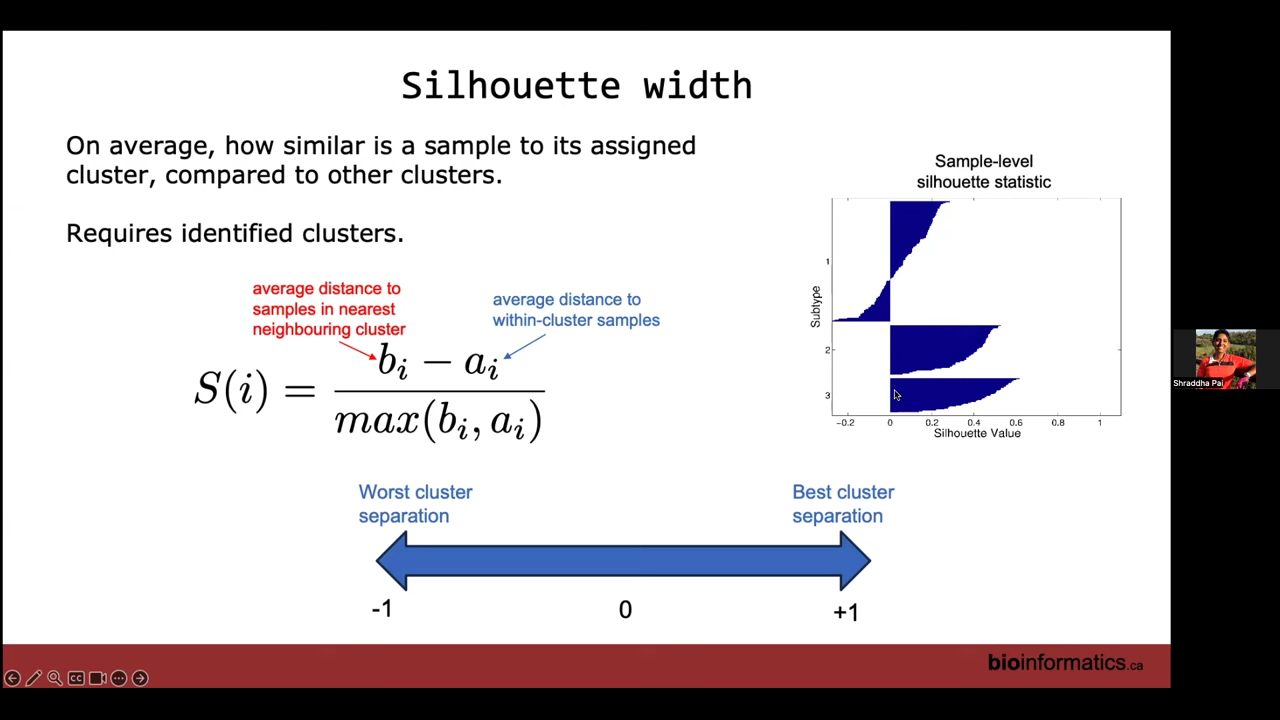 Silhouette width
On average, how similar is a sample to its assigned
cluster, compared to other clusters.
Requires identified clusters.
average distance to
samples in nearest
neighbouring cluster
average distance to
within-cluster samples
S(i) = \frac{b_i - a_i}{max(b_i, a_i)}
Sample-level
silhouette statistic
Subtype
1
2
3
-0.2 0 0.2 0.4 0.6 0.8 1
Silhouette Value
Worst cluster
separation
Best cluster
separation
-1 0 +1
bioinformatics.ca
CC
Shraddha Pai